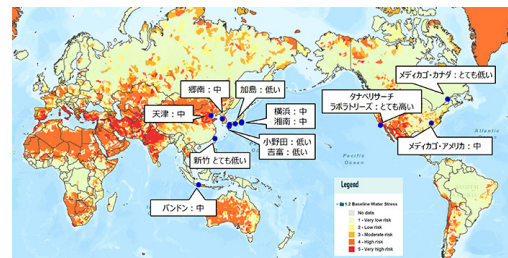 メディカゴ・カナダ：とても低い
郷南：中
加島：低い
タナベリサーチ
ラボラトリーズ：とても高い
天津：中
横浜：中
湘南：中
小野田：低い
吉富：低い
新竹 とても低い
メディカゴ・アメリカ：中
バンドン：中
Pacific
Ocean
Atlantic
Legend
1.2 Baseline Water Stress
No data
1 - Very low risk
2 - Low risk
3 - Moderate risk
4 - High risk
5 - Very high risk